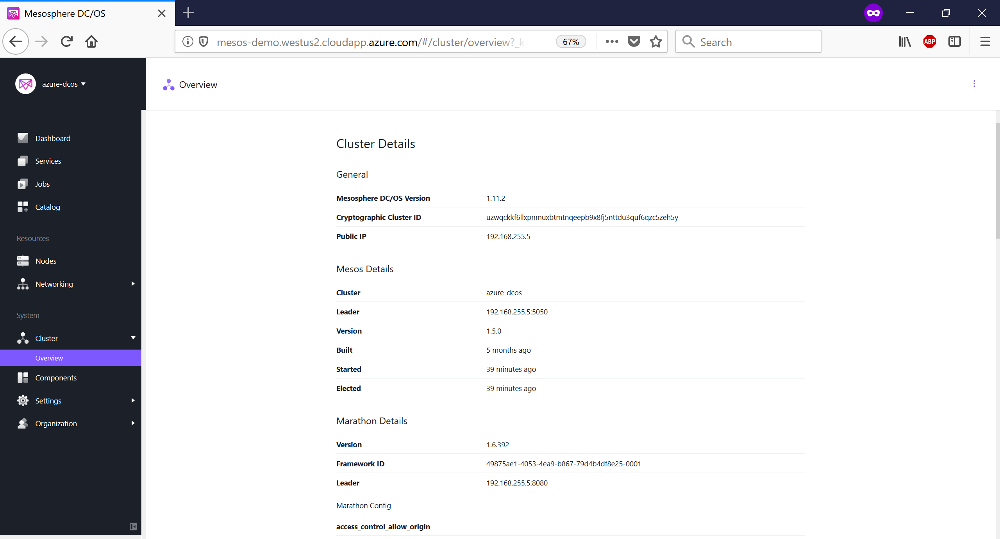 Mesosphere DC/OS
mesos-demo.westus2.cloudapp.azure.com/#/cluster/overview?_k=
67%
Search
ABP
azure-dcos
Overview
Dashboard
Services
Jobs
Catalog
Resources
Nodes
Networking
System
Cluster
Overview
Components
Settings
Organization
Cluster Details
General
Mesosphere DC/OS Version 1.11.2
Cryptographic Cluster ID uzwqckkf6llxpnmuxbtmtnqeepb9x8fj5nttdu3quf6qzc5zeh5y
Public IP 192.168.255.5
Mesos Details
Cluster azure-dcos
Leader 192.168.255.5:5050
Version 1.5.0
Built 5 months ago
Started 39 minutes ago
Elected 39 minutes ago
Marathon Details
Version 1.6.392
Framework ID 49875ae1-4053-4ea9-b867-79d4b4df8e25-0001
Leader 192.168.255.5:8080
Marathon Config
access_control_allow_origin